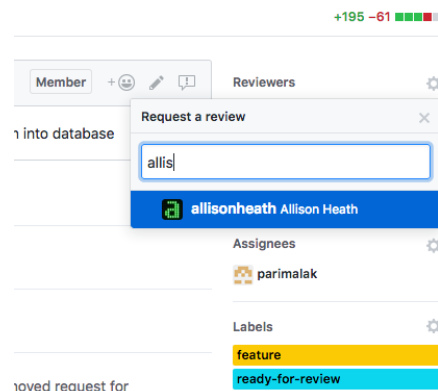 +195 −61
Member
Reviewers
Request a review
n into database
allis
allisonheath Allison Heath
Assignees
parimalak
Labels
feature
ready-for-review
noved request for